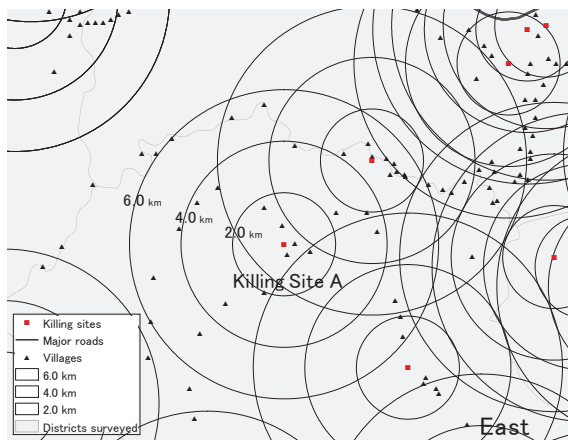 6.0 km
4.0 km
2.0 km
Killing Site A
Killing sites
Major roads
Villages
6.0 km
4.0 km
2.0 km
Districts surveyed
East